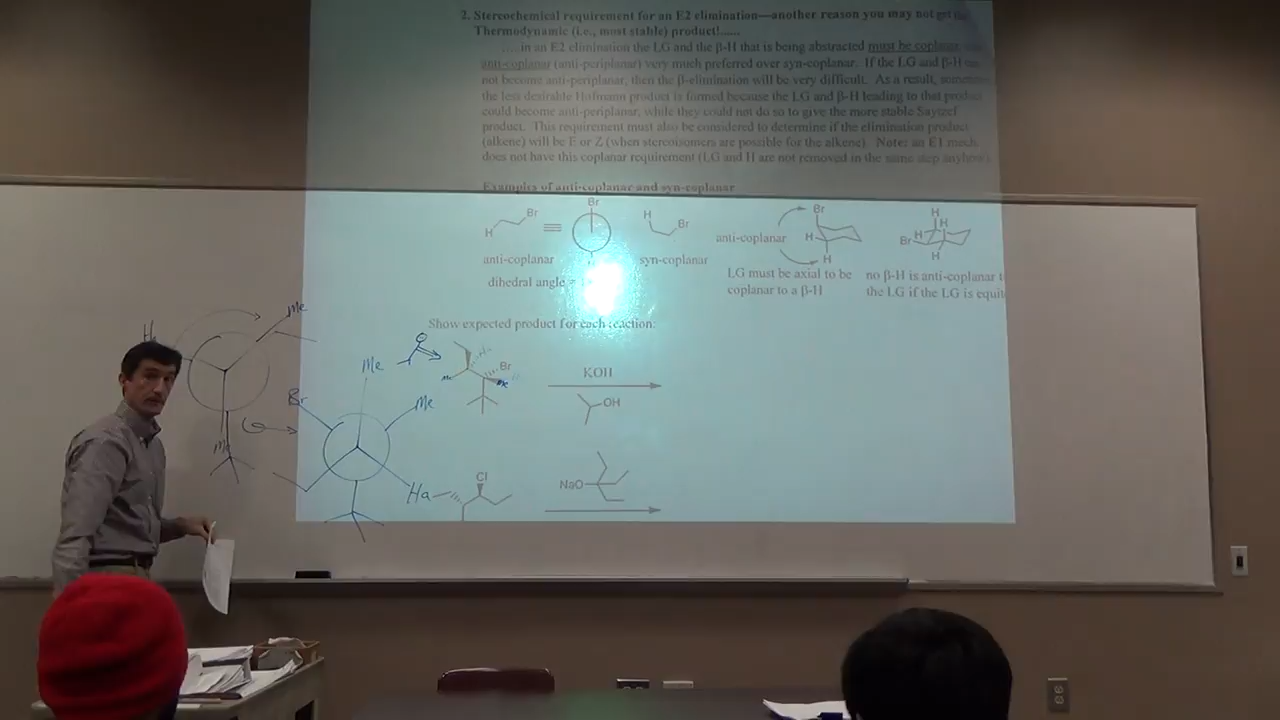 2. Stereochemical requirement for an E2 elimination—another reason you may not get
Thermodynamic (i.e., most stable) product!......
.....in an E2 elimination the LG and the β-H that is being abstracted must be coplanar
anti-coplanar (anti-periplanar) very much preferred over syn-coplanar. If the LG and β-H
not become anti-periplanar, then the β-elimination will be very difficult. As a result,
the less desirable Hofmann product is formed because the LG and β-H leading to that product
could become anti-periplanar, while they could not do so to give the more stable Saytzef
product. This requirement must also be considered to determine if the elimination product
(alkene) will be E or Z (when stereoisomers are possible for the alkene). Note: an E1 mech
does not have this coplanar requirement (LG and H are not removed in the same step
Examples of anti-coplanar and syn-coplanar
Br
H
Br
H
Br
anti-coplanar
syn-coplanar
dihedral angle =
anti-coplanar
Br
H
H
LG must be axial to be
coplanar to a β-H
H
H
H
Br
H
no β-H is anti-coplanar
the LG if the LG is
Show expected product for each reaction:
H
Me
Me
Me
Br
Me
Ha
Me
Br
KOH
OH
Cl
NaO